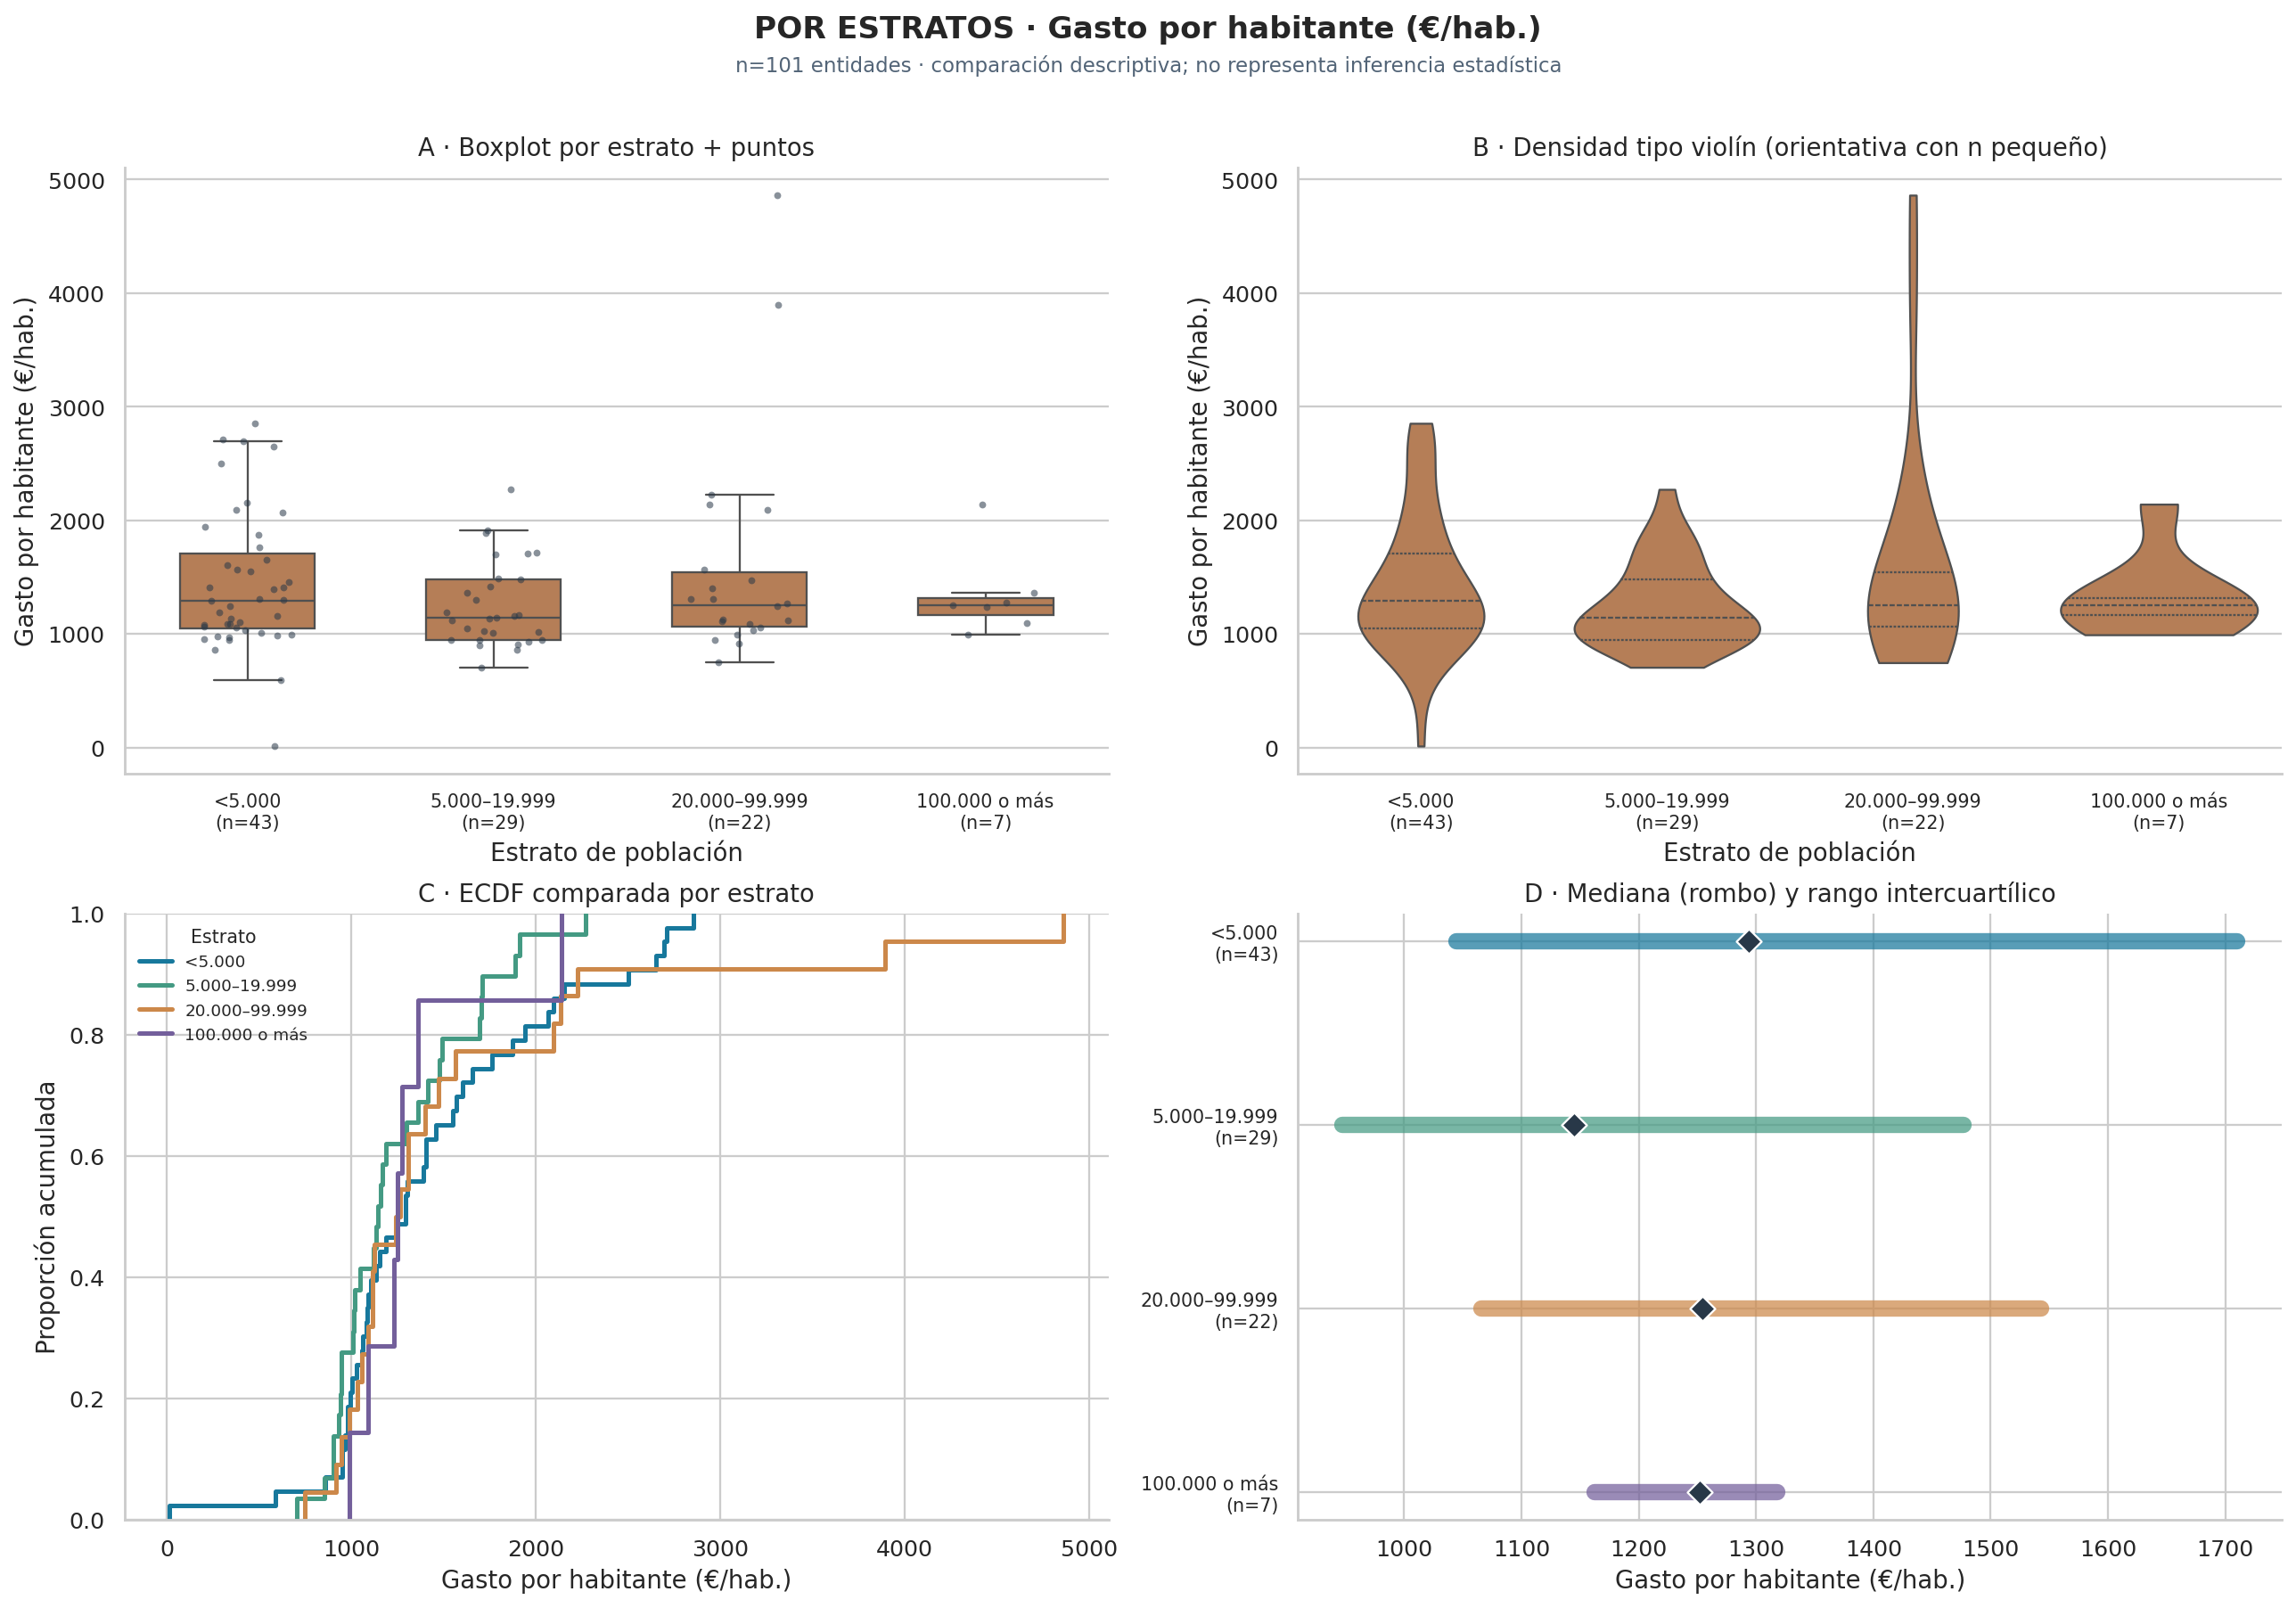 POR ESTRATOS · Gasto por habitante (€/hab.)
n=101 entidades · comparación descriptiva; no representa inferencia estadística
A · Boxplot por estrato + puntos
Gasto por habitante (€/hab.)
5000
4000
3000
2000
1000
0
<5.000
(n=43)
5.000–19.999
(n=29)
20.000–99.999
(n=22)
100.000 o más
(n=7)
Estrato de población
B · Densidad tipo violín (orientativa con n pequeño)
Gasto por habitante (€/hab.)
5000
4000
3000
2000
1000
0
<5.000
(n=43)
5.000–19.999
(n=29)
20.000–99.999
(n=22)
100.000 o más
(n=7)
Estrato de población
C · ECDF comparada por estrato
Proporción acumulada
1.0
0.8
0.6
0.4
0.2
0.0
Estrato
<5.000
5.000–19.999
20.000–99.999
100.000 o más
0
1000
2000
3000
4000
5000
Gasto por habitante (€/hab.)
D · Mediana (rombo) y rango intercuartílico
<5.000
(n=43)
5.000–19.999
(n=29)
20.000–99.999
(n=22)
100.000 o más
(n=7)
1000
1100
1200
1300
1400
1500
1600
1700
Gasto por habitante (€/hab.)